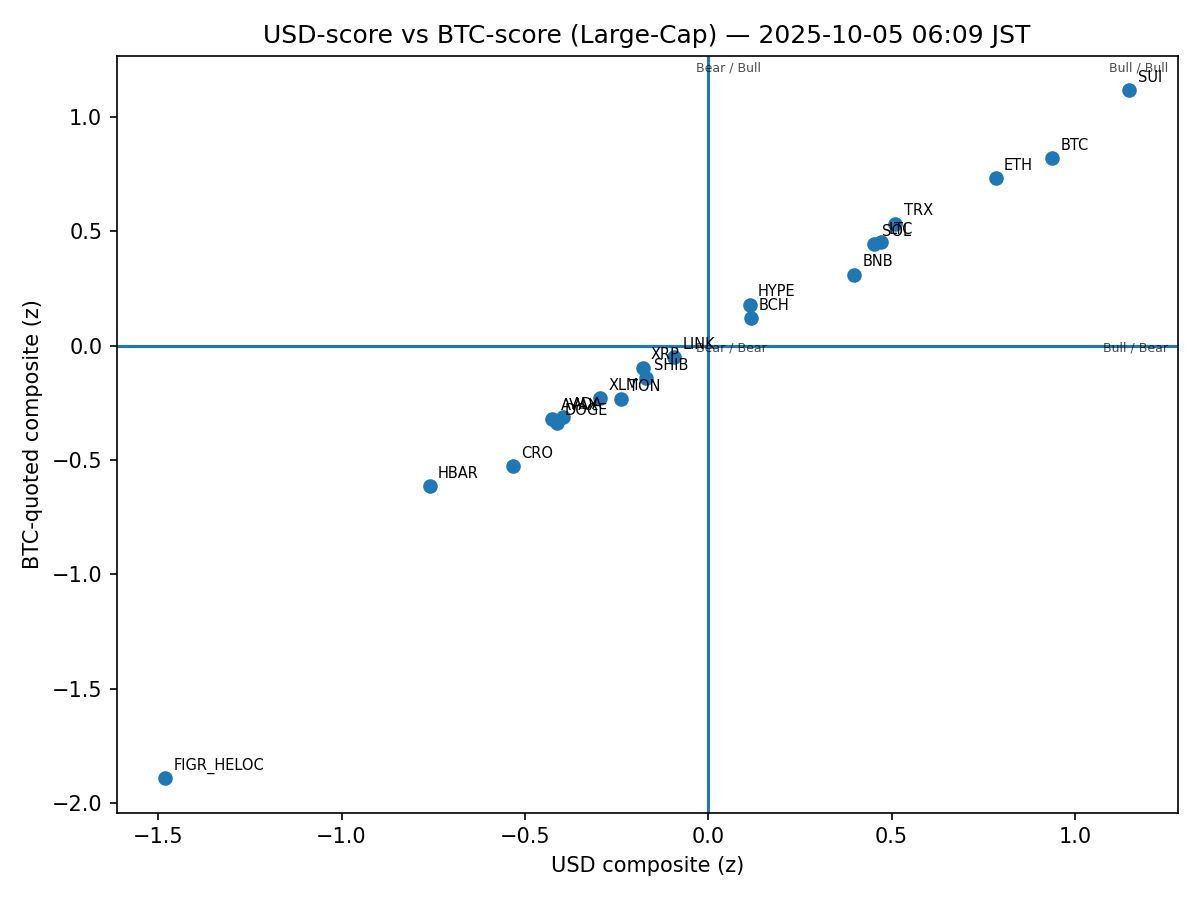 USD-score vs BTC-score (Large-Cap) — 2025-10-05 06:09 JST
Bear / Bull
Bull / Bull
SUI
BTC
ETH
TRX
LTC
SOL
BNB
HYPE
BCH
LINK
Bear / Bear
Bull / Bear
XRP
SHIB
XLM
TON
AVAX
ADA
DOGE
CRO
HBAR
FIGR_HELOC
1.0
0.5
0.0
−0.5
−1.0
−1.5
−2.0
BTC-quoted composite (z)
−1.5
−1.0
−0.5
0.0
0.5
1.0
USD composite (z)